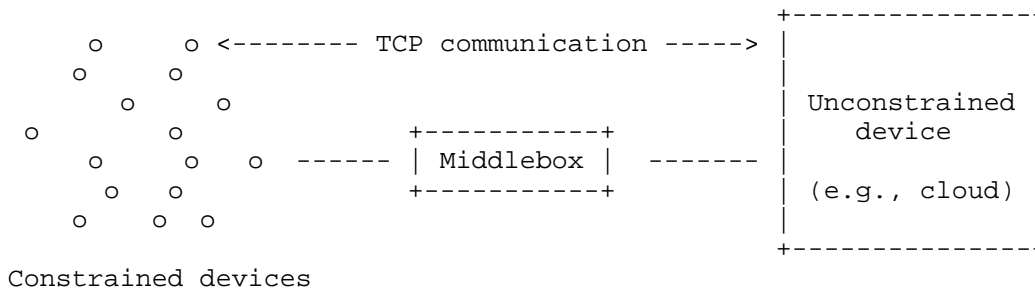 +---------------
      o      o <-------- TCP communication -----> |
     o     o                                      |
        o     o                                   | Unconstrained
  o        o              +-----------+           |    device
      o     o   o  ------ | Middlebox |  -------  |
       o   o              +-----------+           | (e.g., cloud)
     o    o  o                                    |
                                                  +---------------
Constrained devices